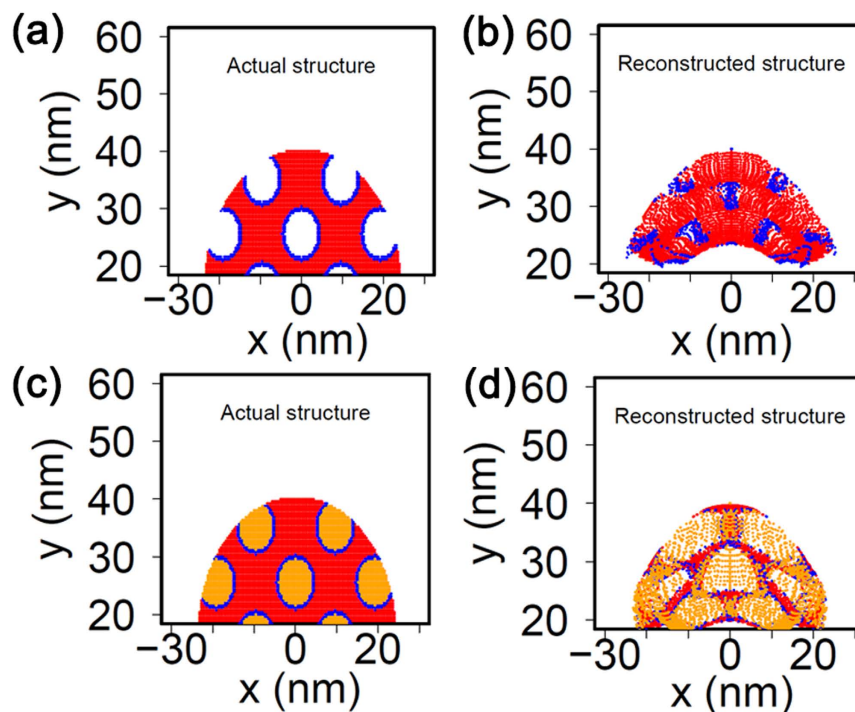 (a)
Actual structure
60
50
40
30
20
y (nm)
−30 0 20
x (nm)
(b)
Reconstructed structure
60
50
40
30
20
y (nm)
−30 0 20
x (nm)
(c)
Actual structure
60
50
40
30
20
y (nm)
−30 0 20
x (nm)
(d)
Reconstructed structure
60
50
40
30
20
y (nm)
−30 0 20
x (nm)